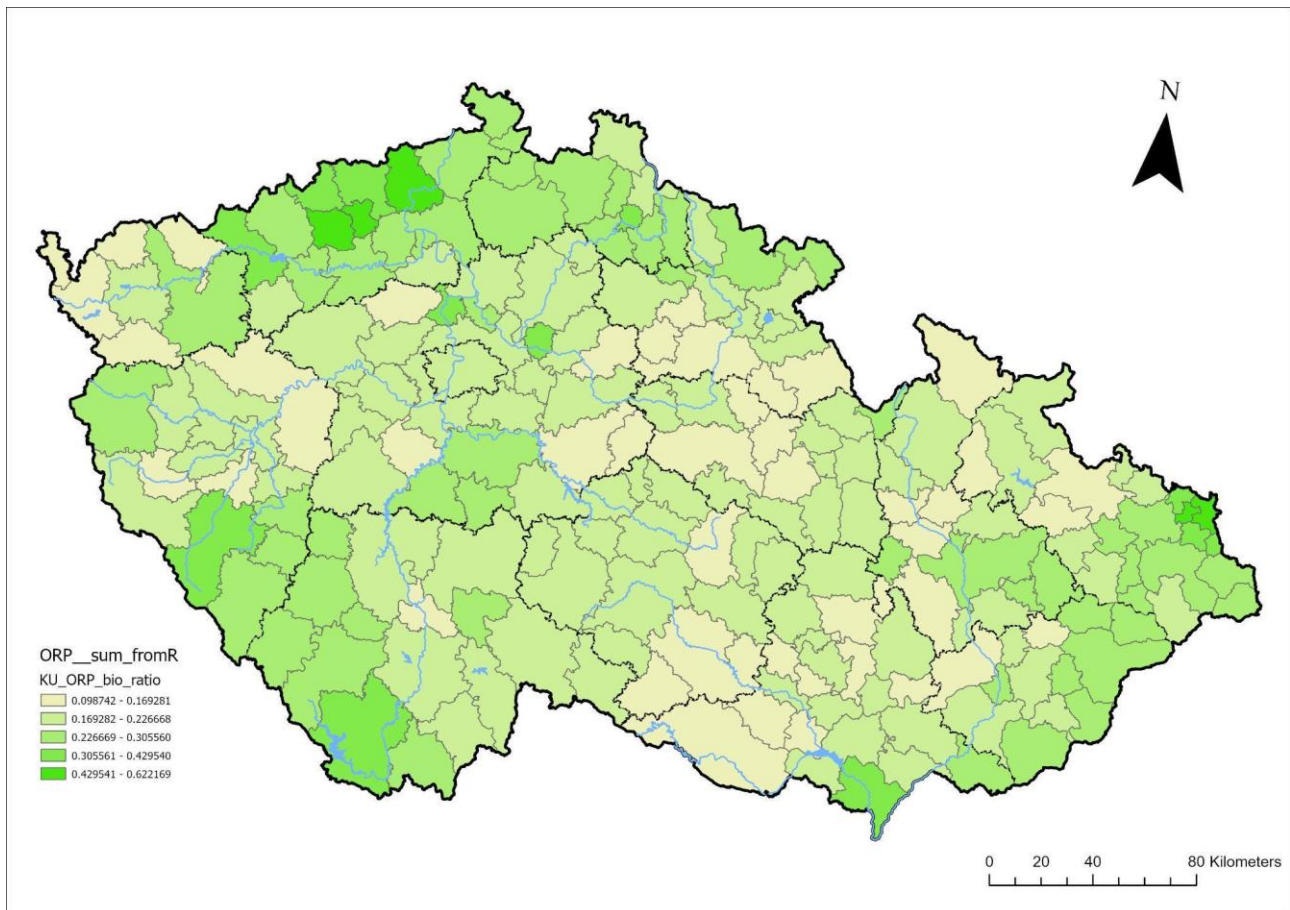 N
ORP__sum_fromR
KU_ORP_bio_ratio
0.098742 - 0.169281
0.169282 - 0.226668
0.226669 - 0.305560
0.305561 - 0.429540
0.429541 - 0.622169
0 20 40 80 Kilometers